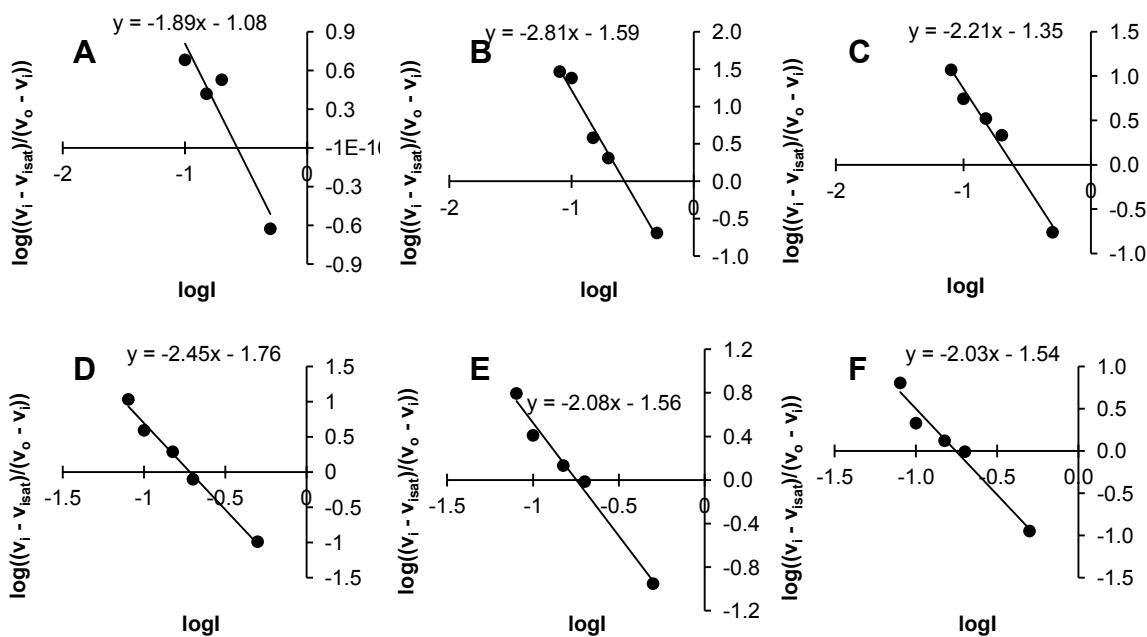 A
y = -1.89x - 1.08
0.9
0.6
0.3
-1E-1
-0.3
-0.6
-0.9
-2
-1
0
log((vi - visat)/(vo - vi))
logI
B
y = -2.81x - 1.59
2.0
1.5
1.0
0.5
0.0
-0.5
-1.0
-2
-1
0
log((vi - visat)/(vo - vi))
logI
C
y = -2.21x - 1.35
1.5
1.0
0.5
0.0
-0.5
-1.0
-2
-1
0
log((vi - visat)/(vo - vi))
logI
D
y = -2.45x - 1.76
1.5
1
0.5
0
-0.5
-1
-1.5
-1.5
-1
-0.5
0
log((vi - visat)/(vo - vi))
logI
E
y = -2.08x - 1.56
1.2
0.8
0.4
0.0
-0.4
-0.8
-1.2
-1.5
-1
-0.5
0
log((vi - visat)/(vo - vi))
logI
F
y = -2.03x - 1.54
1.0
0.5
0.0
-0.5
-1.0
-1.5
-1.5
-1.0
-0.5
0.0
log((vi - visat)/(vo - vi))
logI